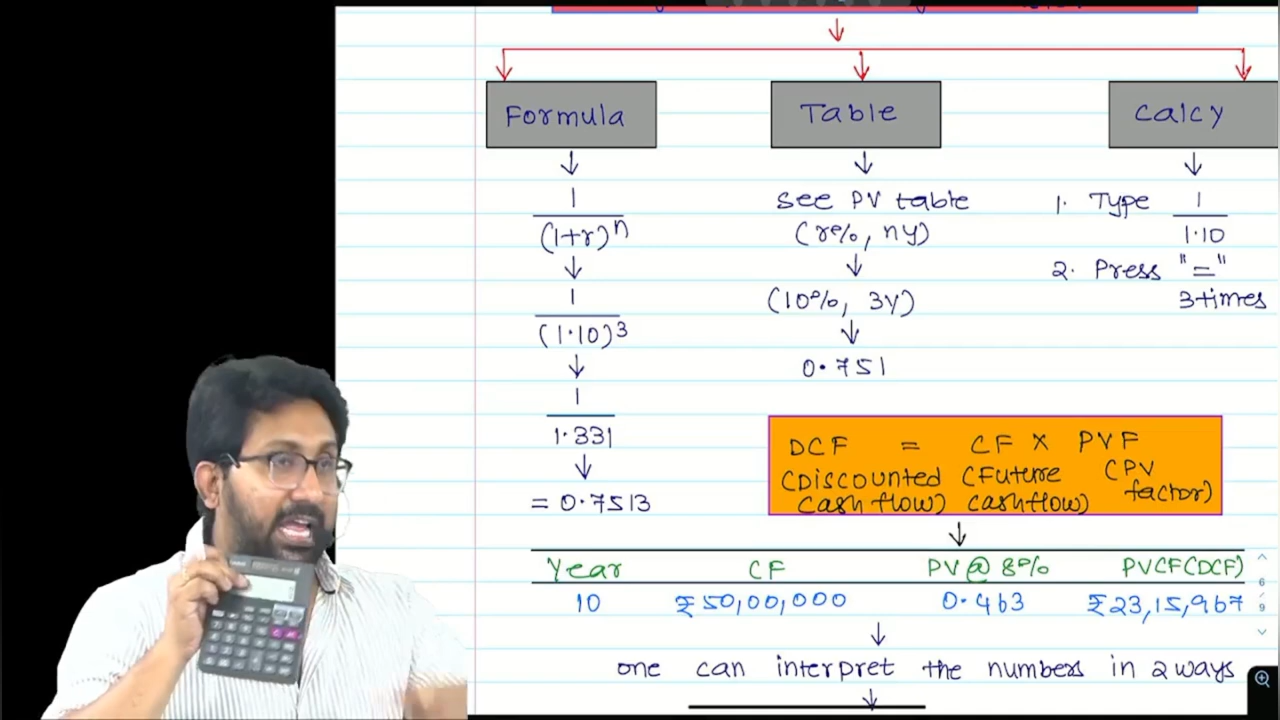 Formula
Table
Calcy
1
(1+r)^n
1
(1.10)^3
1
1.331
= 0.7513
See PV table
(r%, ny)
(10%, 3Y)
0.751
1. Type 1
1.10
2. Press "="
3 times
DCF = CF X PVF
(Discounted (Future (PV
cash flow) cashflow) factor)
Year CF PV@ 8% PVCF(DCF)
10 ₹50,00,000 0.463 ₹23,15,967
one can interpret the numbers in 2 ways
6
9